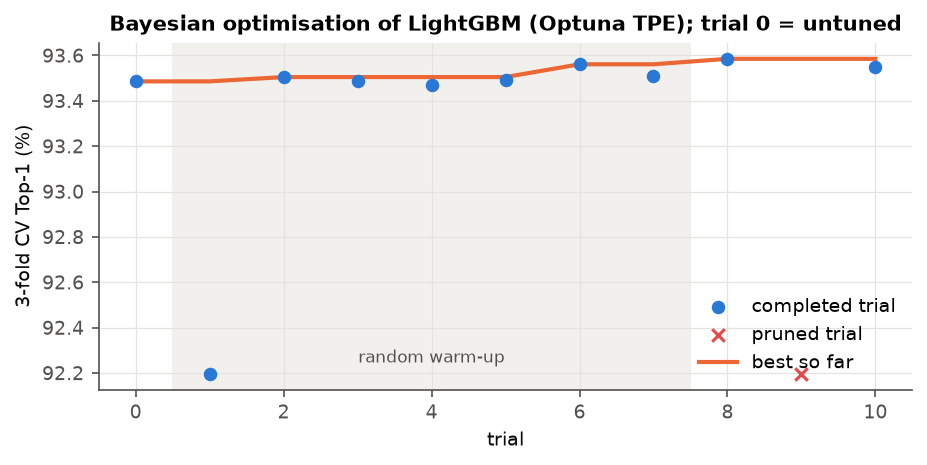 Bayesian optimisation of LightGBM (Optuna TPE); trial 0 = untuned
3-fold CV Top-1 (%)
93.6
93.4
93.2
93.0
92.8
92.6
92.4
92.2
random warm-up
completed trial
pruned trial
best so far
0 2 4 6 8 10
trial